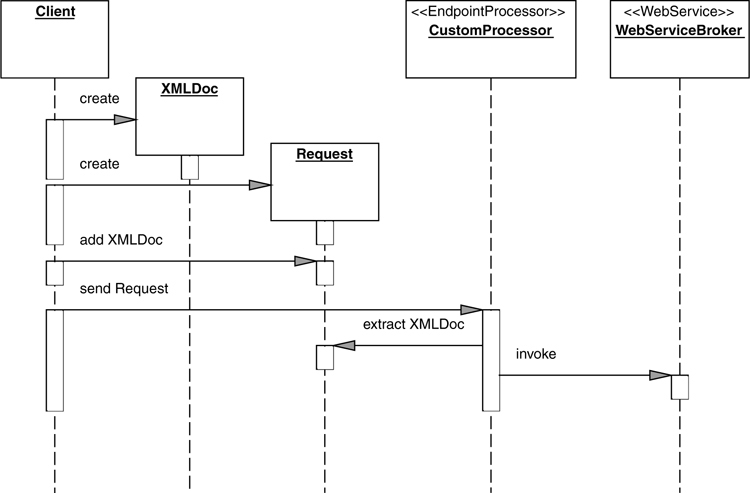 Client
<<EndpointProcessor>>
CustomProcessor
<<WebService>>
WebServiceBroker
XMLDoc
create
Request
create
add XMLDoc
send Request
extract XMLDoc
invoke